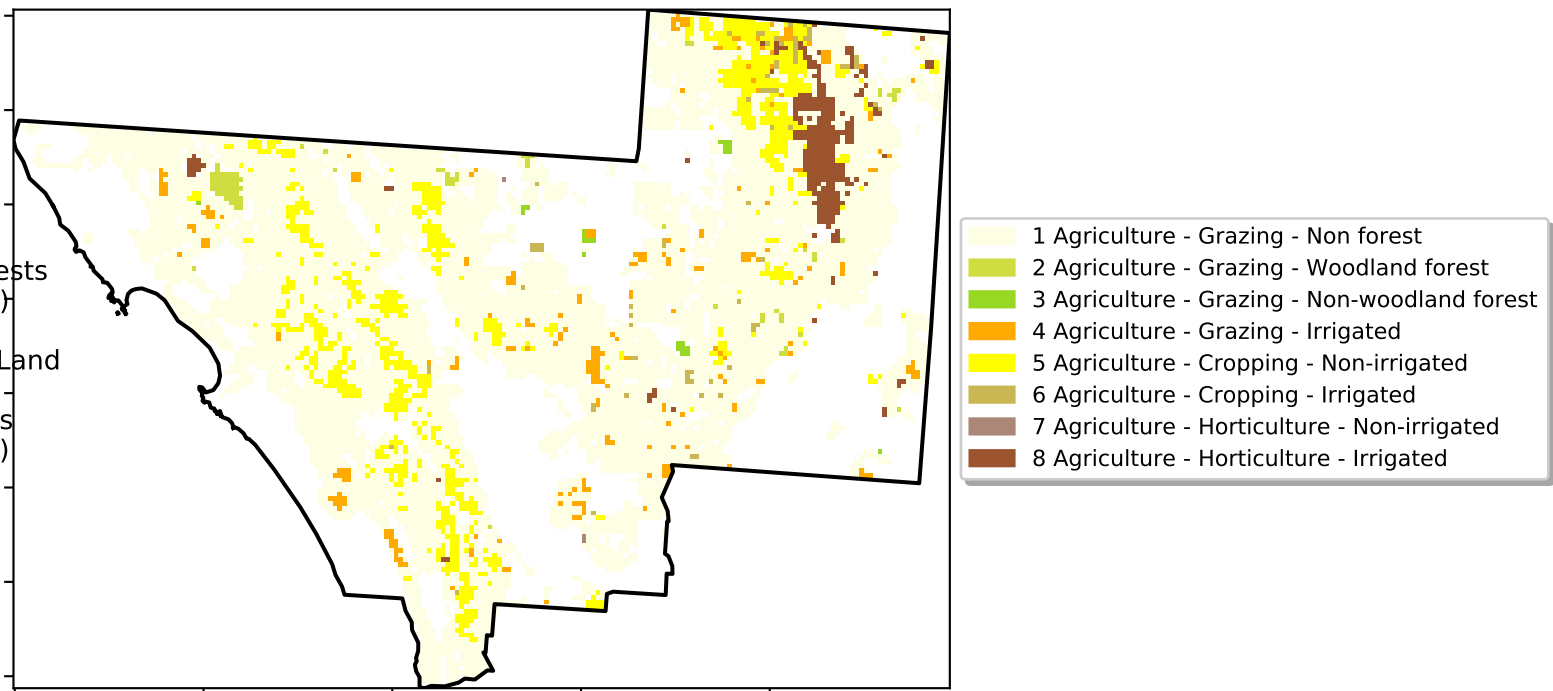 1 Agriculture - Grazing - Non forest
2 Agriculture - Grazing - Woodland forest
ests
)
3 Agriculture - Grazing - Non-woodland forest
4 Agriculture - Grazing - Irrigated
Land
5 Agriculture - Cropping - Non-irrigated
6 Agriculture - Cropping - Irrigated
s
7 Agriculture - Horticulture - Non-irrigated
)
8 Agriculture - Horticulture - Irrigated